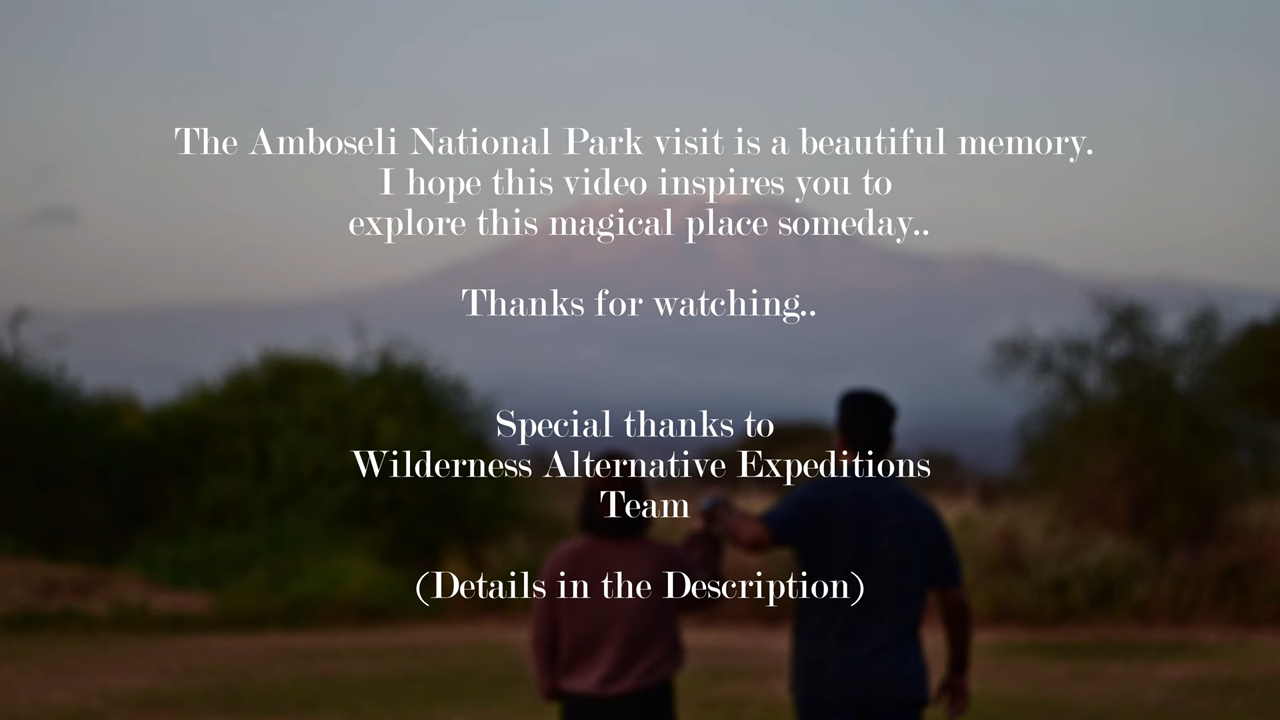 The Amboseli National Park visit is a beautiful memory.
I hope this video inspires you to
explore this magical place someday..
Thanks for watching..
Special thanks to
Wilderness Alternative Expeditions
Team
(Details in the Description)